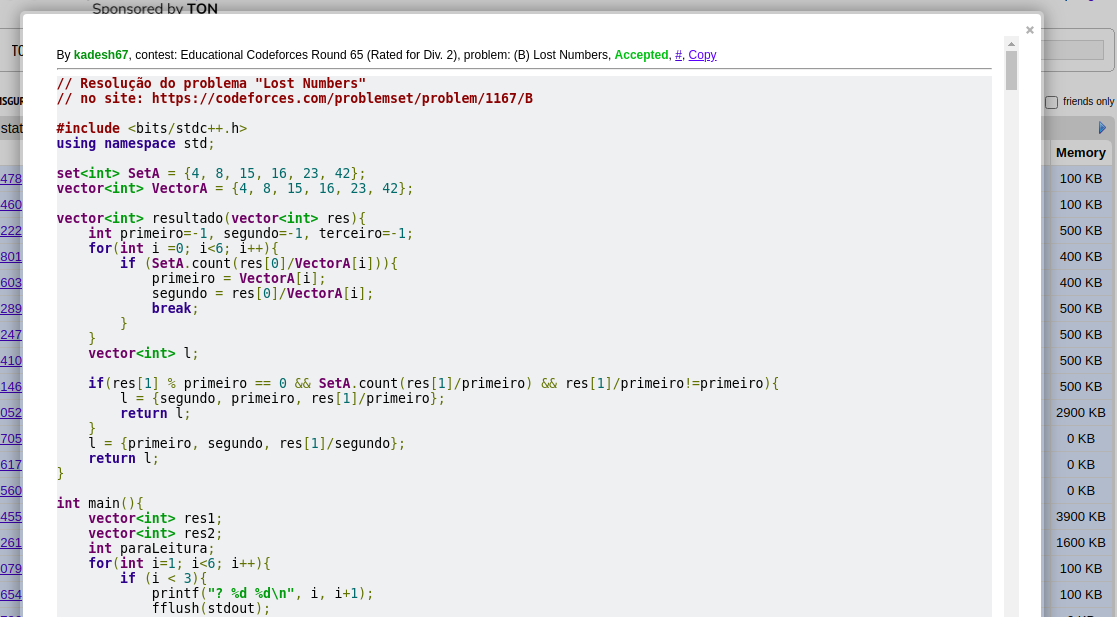 Sponsored by TON
×
TO
By kadesh67, contest: Educational Codeforces Round 65 (Rated for Div. 2), problem: (B) Lost Numbers, Accepted, #, Copy
// Resolução do problema "Lost Numbers"
// no site: https://codeforces.com/problemset/problem/1167/B
#include <bits/stdc++.h>
using namespace std;
set<int> SetA = {4, 8, 15, 16, 23, 42};
vector<int> VectorA = {4, 8, 15, 16, 23, 42};
vector<int> resultado(vector<int> res){
    int primeiro=-1, segundo=-1, terceiro=-1;
    for(int i =0; i<6; i++){
        if (SetA.count(res[0]/VectorA[i])){
            primeiro = VectorA[i];
            segundo = res[0]/VectorA[i];
            break;
        }
    }
    vector<int> l;
    if(res[1] % primeiro == 0 && SetA.count(res[1]/primeiro) && res[1]/primeiro!=primeiro){
        l = {segundo, primeiro, res[1]/primeiro};
        return l;
    }
    l = {primeiro, segundo, res[1]/segundo};
    return l;
}
int main(){
    vector<int> res1;
    vector<int> res2;
    int paraLeitura;
    for(int i=1; i<6; i++){
        if (i < 3){
            printf("? %d %d\n", i, i+1);
            fflush(stdout);
stat
478
460
222
801
603
289
247
410
146
052
705
617
560
455
261
079
654
friends only
Memory
100 KB
100 KB
500 KB
400 KB
400 KB
500 KB
500 KB
500 KB
500 KB
2900 KB
0 KB
0 KB
0 KB
3900 KB
1600 KB
100 KB
100 KB